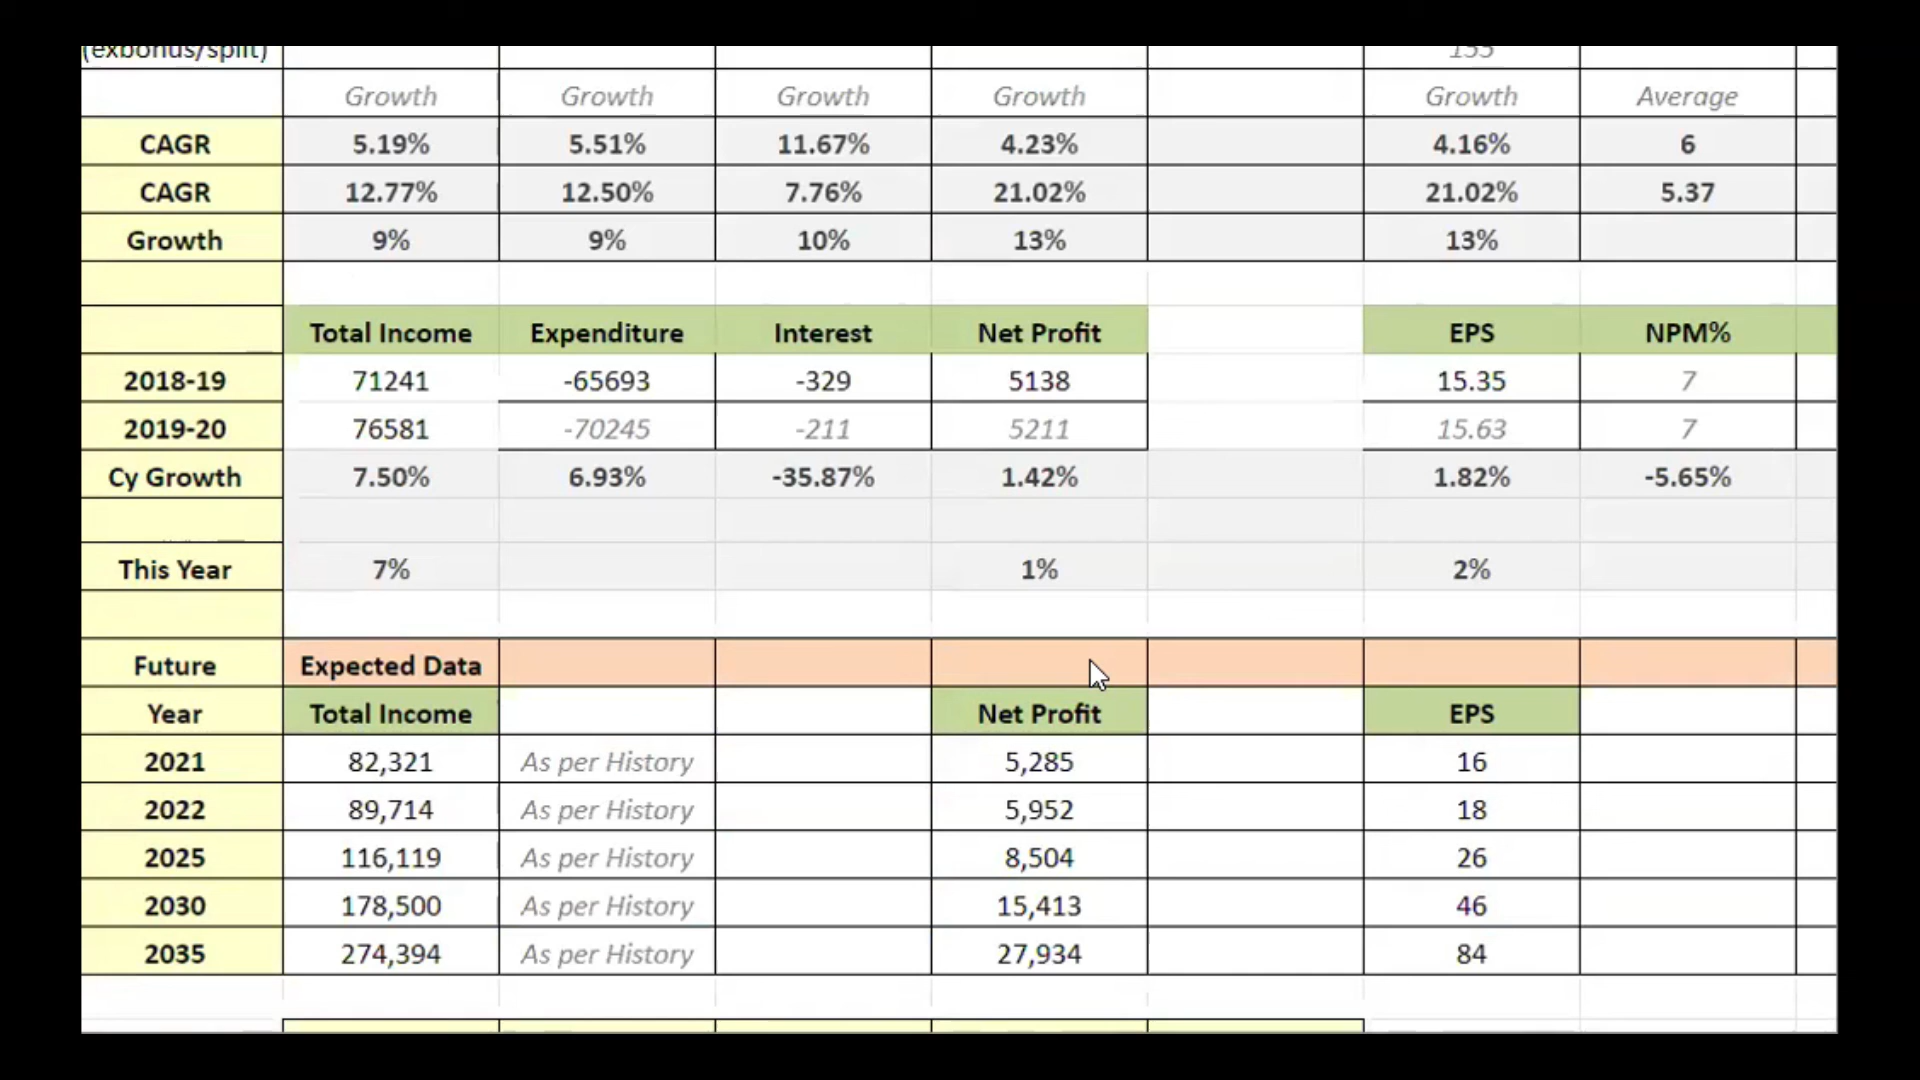 (exbonus/split) 155
Growth Growth Growth Growth Growth Average
CAGR 5.19% 5.51% 11.67% 4.23% 4.16% 6
CAGR 12.77% 12.50% 7.76% 21.02% 21.02% 5.37
Growth 9% 9% 10% 13% 13%
Total Income Expenditure Interest Net Profit EPS NPM%
2018-19 71241 -65693 -329 5138 15.35 7
2019-20 76581 -70245 -211 5211 15.63 7
Cy Growth 7.50% 6.93% -35.87% 1.42% 1.82% -5.65%
This Year 7% 1% 2%
Future Expected Data
Year Total Income Net Profit EPS
2021 82,321 As per History 5,285 16
2022 89,714 As per History 5,952 18
2025 116,119 As per History 8,504 26
2030 178,500 As per History 15,413 46
2035 274,394 As per History 27,934 84